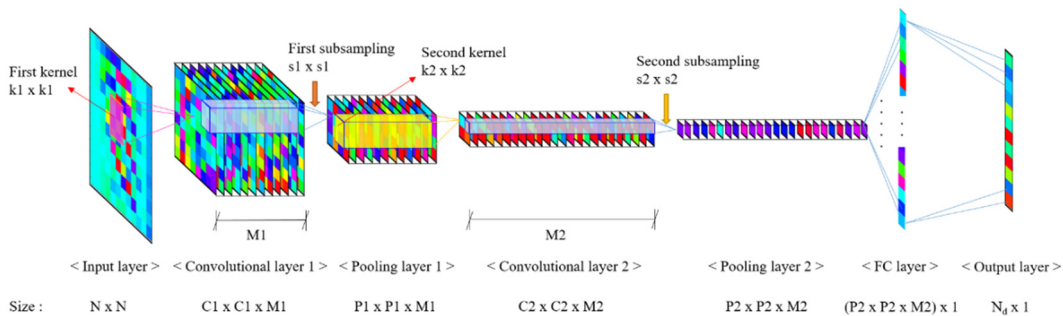 First kernel
k1 x k1
First subsampling
s1 x s1
Second kernel
k2 x k2
Second subsampling
s2 x s2
M1
M2
< Input layer > < Convolutional layer 1 > < Pooling layer 1 > < Convolutional layer 2 > < Pooling layer 2 > < FC layer > < Output layer >
Size : N x N C1 x C1 x M1 P1 x P1 x M1 C2 x C2 x M2 P2 x P2 x M2 (P2 x P2 x M2) x 1 N_d x 1